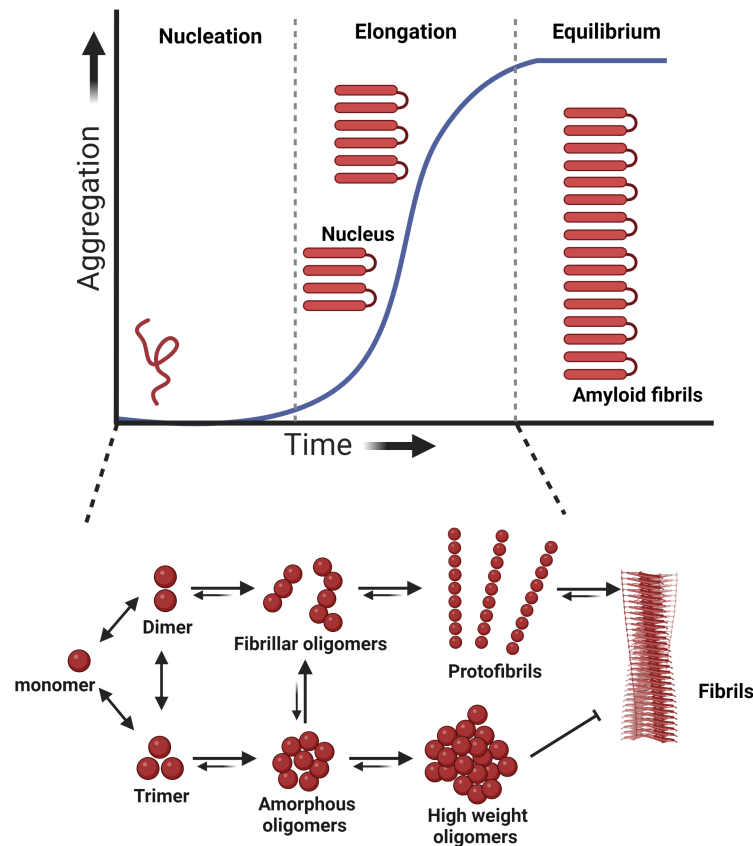 Nucleation
Elongation
Equilibrium
Aggregation
Nucleus
Amyloid fibrils
Time
Dimer
Fibrillar oligomers
Protofibrils
monomer
Fibrils
Trimer
Amorphous
oligomers
High weight
oligomers